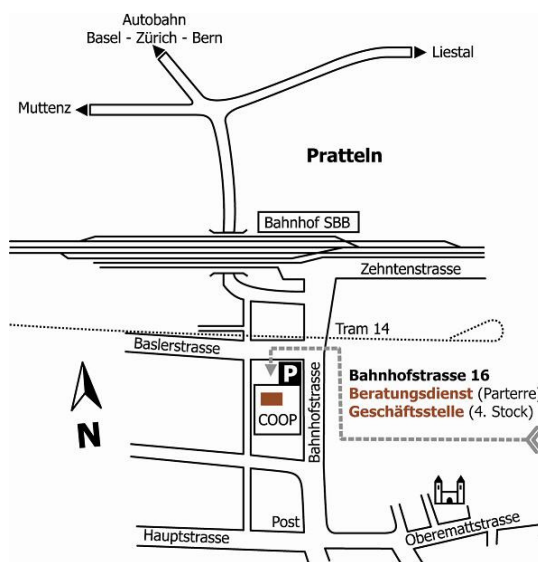 Autobahn
Basel - Zürich - Bern
Liestal
Muttenz
Pratteln
Bahnhof SBB
Zehntenstrasse
Tram 14
Baslerstrasse
P
Bahnhofstrasse
Bahnhofstrasse 16
Beratungsdienst (Parterre)
Geschäftsstelle (4. Stock)
COOP
N
Post
Hauptstrasse
Oberemattstrasse